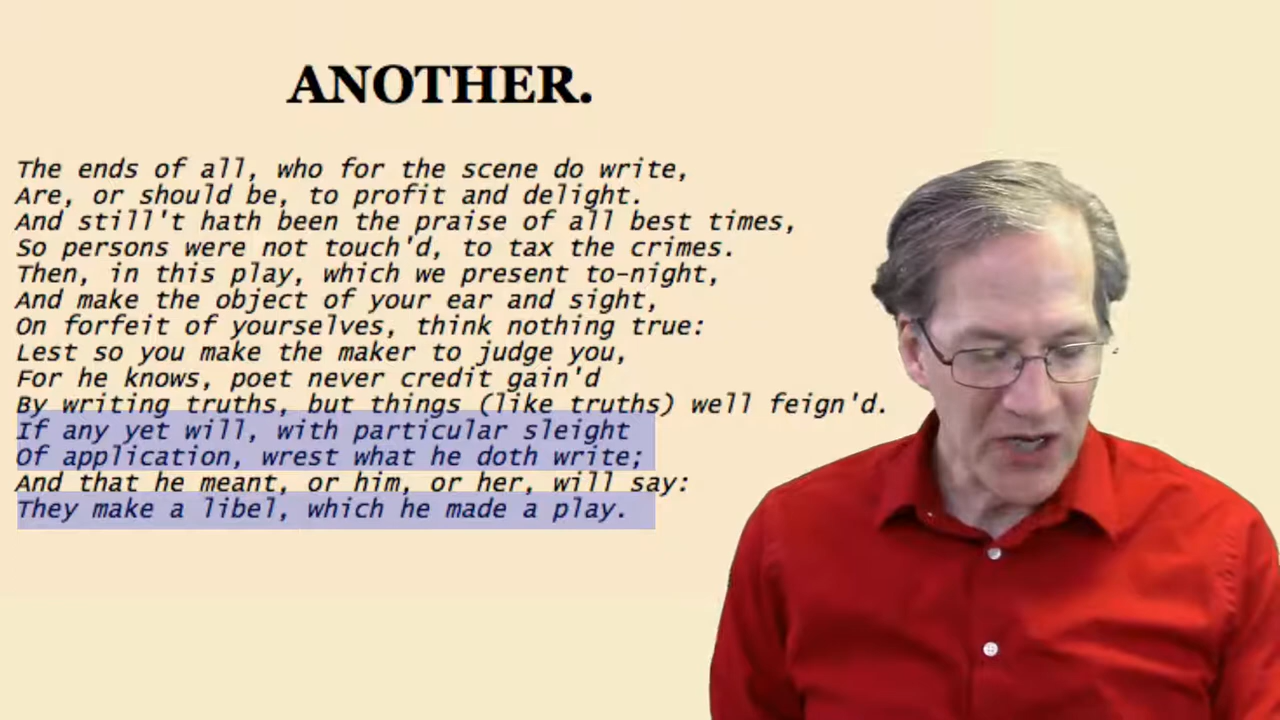 ANOTHER.
The ends of all, who for the scene do write,
Are, or should be, to profit and delight.
And still't hath been the praise of all best times,
So persons were not touch'd, to tax the crimes.
Then, in this play, which we present to-night,
And make the object of your ear and sight,
On forfeit of yourselves, think nothing true:
Lest so you make the maker to judge you,
For he knows, poet never credit gain'd
By writing truths, but things (like truths) well feign'd.
If any yet will, with particular sleight
Of application, wrest what he doth write;
And that he meant, or him, or her, will say:
They make a libel, which he made a play.